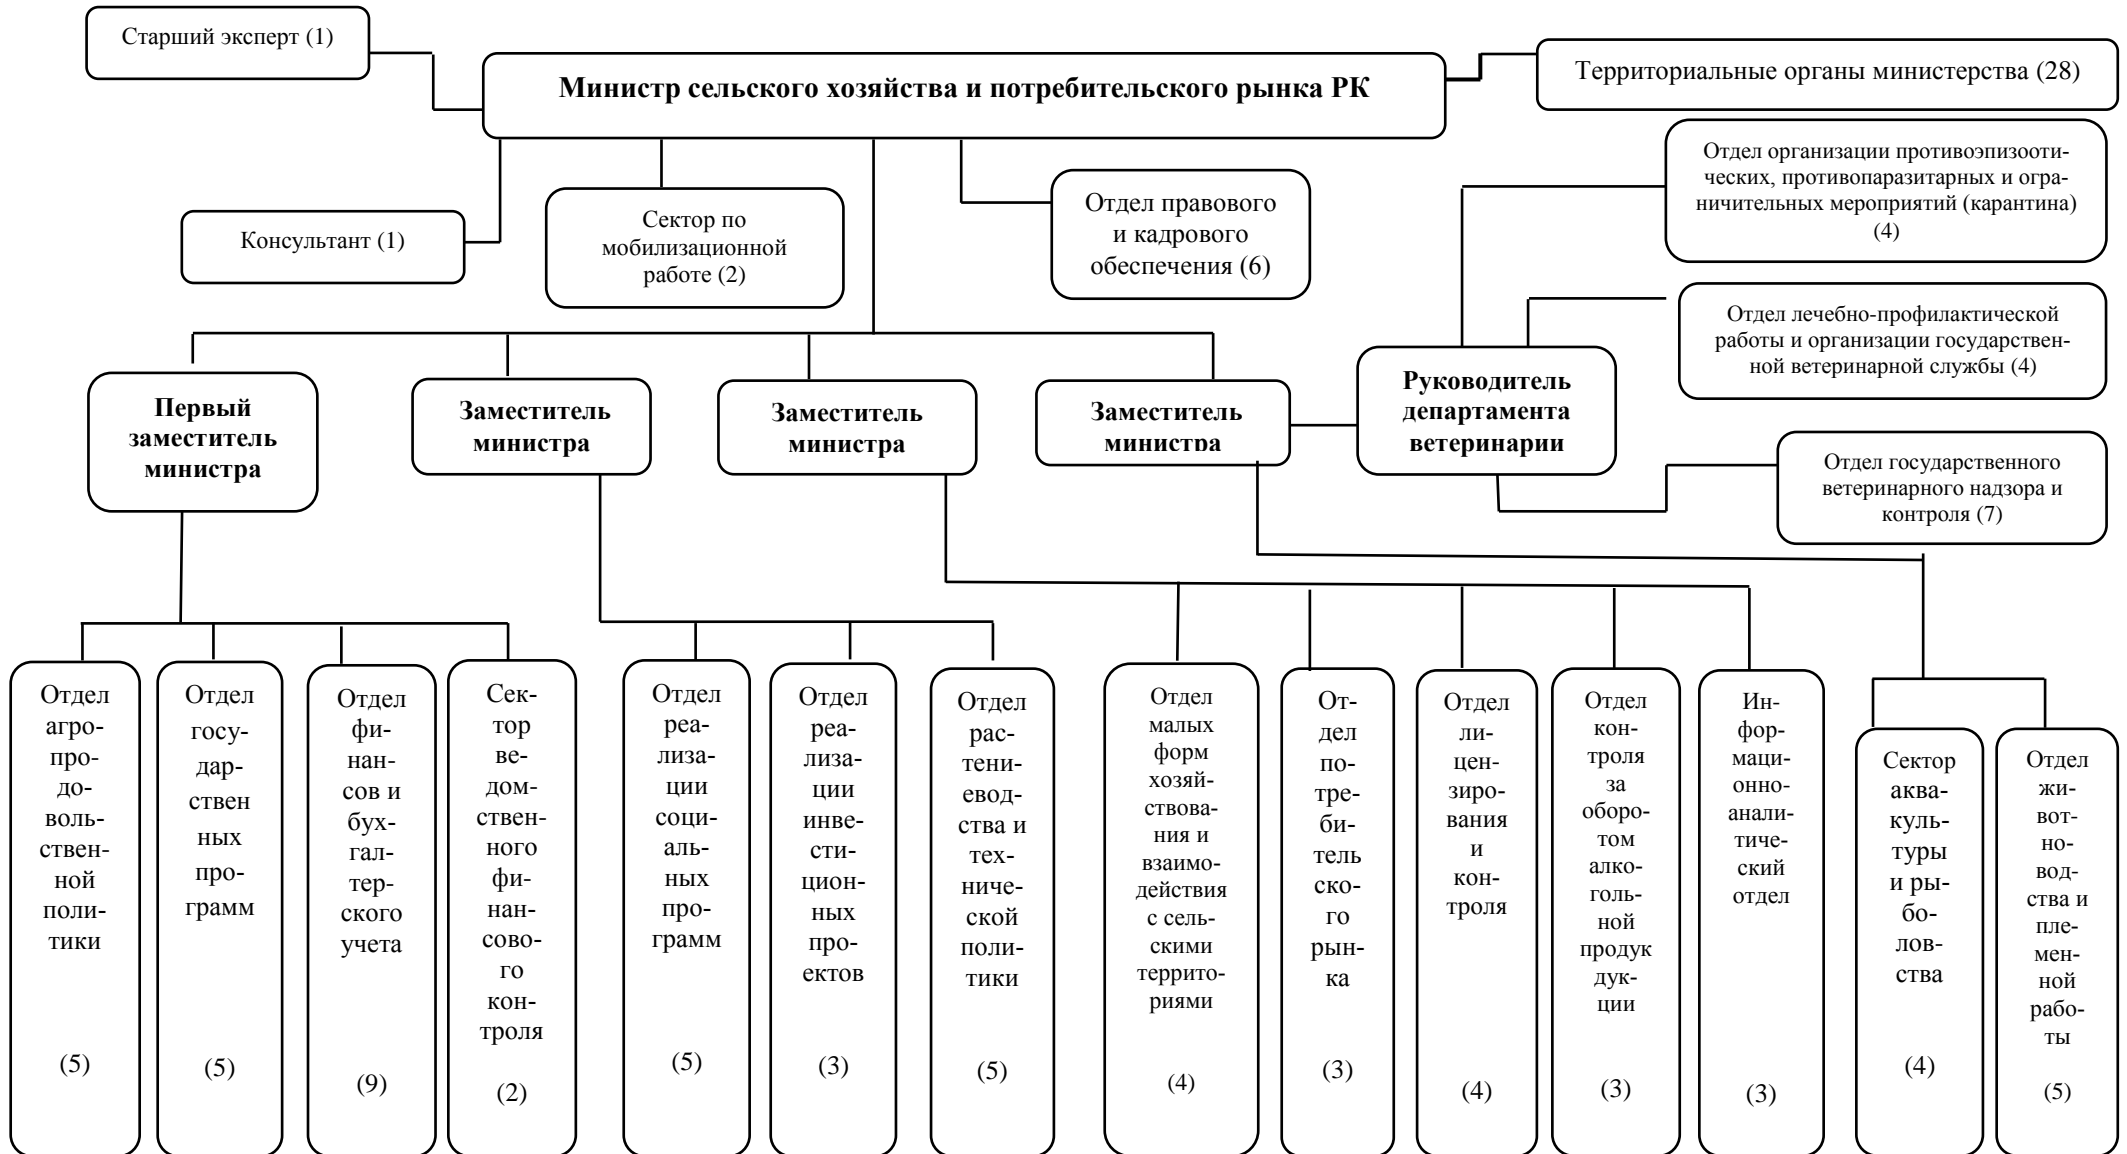 Старший эксперт (1)
Министр сельского хозяйства и потребительского рынка РК
Территориальные органы министерства (28)
Консультант (1)
Сектор по
мобилизационной
работе (2)
Отдел правового
и кадрового
обеспечения (6)
Отдел организации противоэпизооти-
ческих, противопаразитарных и огра-
ничительных мероприятий (карантина)
(4)
Отдел лечебно-профилактической
работы и организации государствен-
ной ветеринарной службы (4)
Первый
заместитель
министра
Заместитель
министра
Заместитель
министра
Заместитель
министра
Руководитель
департамента
ветеринарии
Отдел государственного
ветеринарного надзора и
контроля (7)
Отдел
агро-
про-
до-
воль-
ствен-
ной
поли-
тики
(5)
Отдел
госу-
дар-
ствен
ных
про-
грамм
(5)
Отдел
фи-
нан-
сов и
бух-
гал-
тер-
ского
учета
(9)
Сек-
тор
ве-
дом-
ствен-
ного
фи-
нан-
сово-
го
кон-
троля
(2)
Отдел
реа-
лиза-
ции
соци-
аль-
ных
про-
грамм
(5)
Отдел
реа-
лиза-
ции
инве-
сти-
цион-
ных
про-
ектов
(3)
Отдел
рас-
тени-
евод-
ства и
тех-
ниче-
ской
поли-
тики
(5)
Отдел
малых
форм
хозяй-
ствова-
ния и
взаимо-
действия
с сель-
скими
террито-
риями
(4)
От-
дел
по-
тре-
би-
тель
ско-
го
рын-
ка
(3)
Отдел
ли-
цен-
зиро-
вания
и
кон-
троля
(4)
Отдел
кон-
троля
за
оборо-
том
алко-
голь-
ной
продук
дук-
ции
(3)
Ин-
фор-
маци-
онно-
анали-
тиче-
ский
отдел
(3)
Сектор
аква-
куль-
туры
и ры-
бо-
лов-
ства
(4)
Отдел
жи-
вот-
но-
вод-
ства и
пле-
мен-
ной
рабо-
ты
(5)